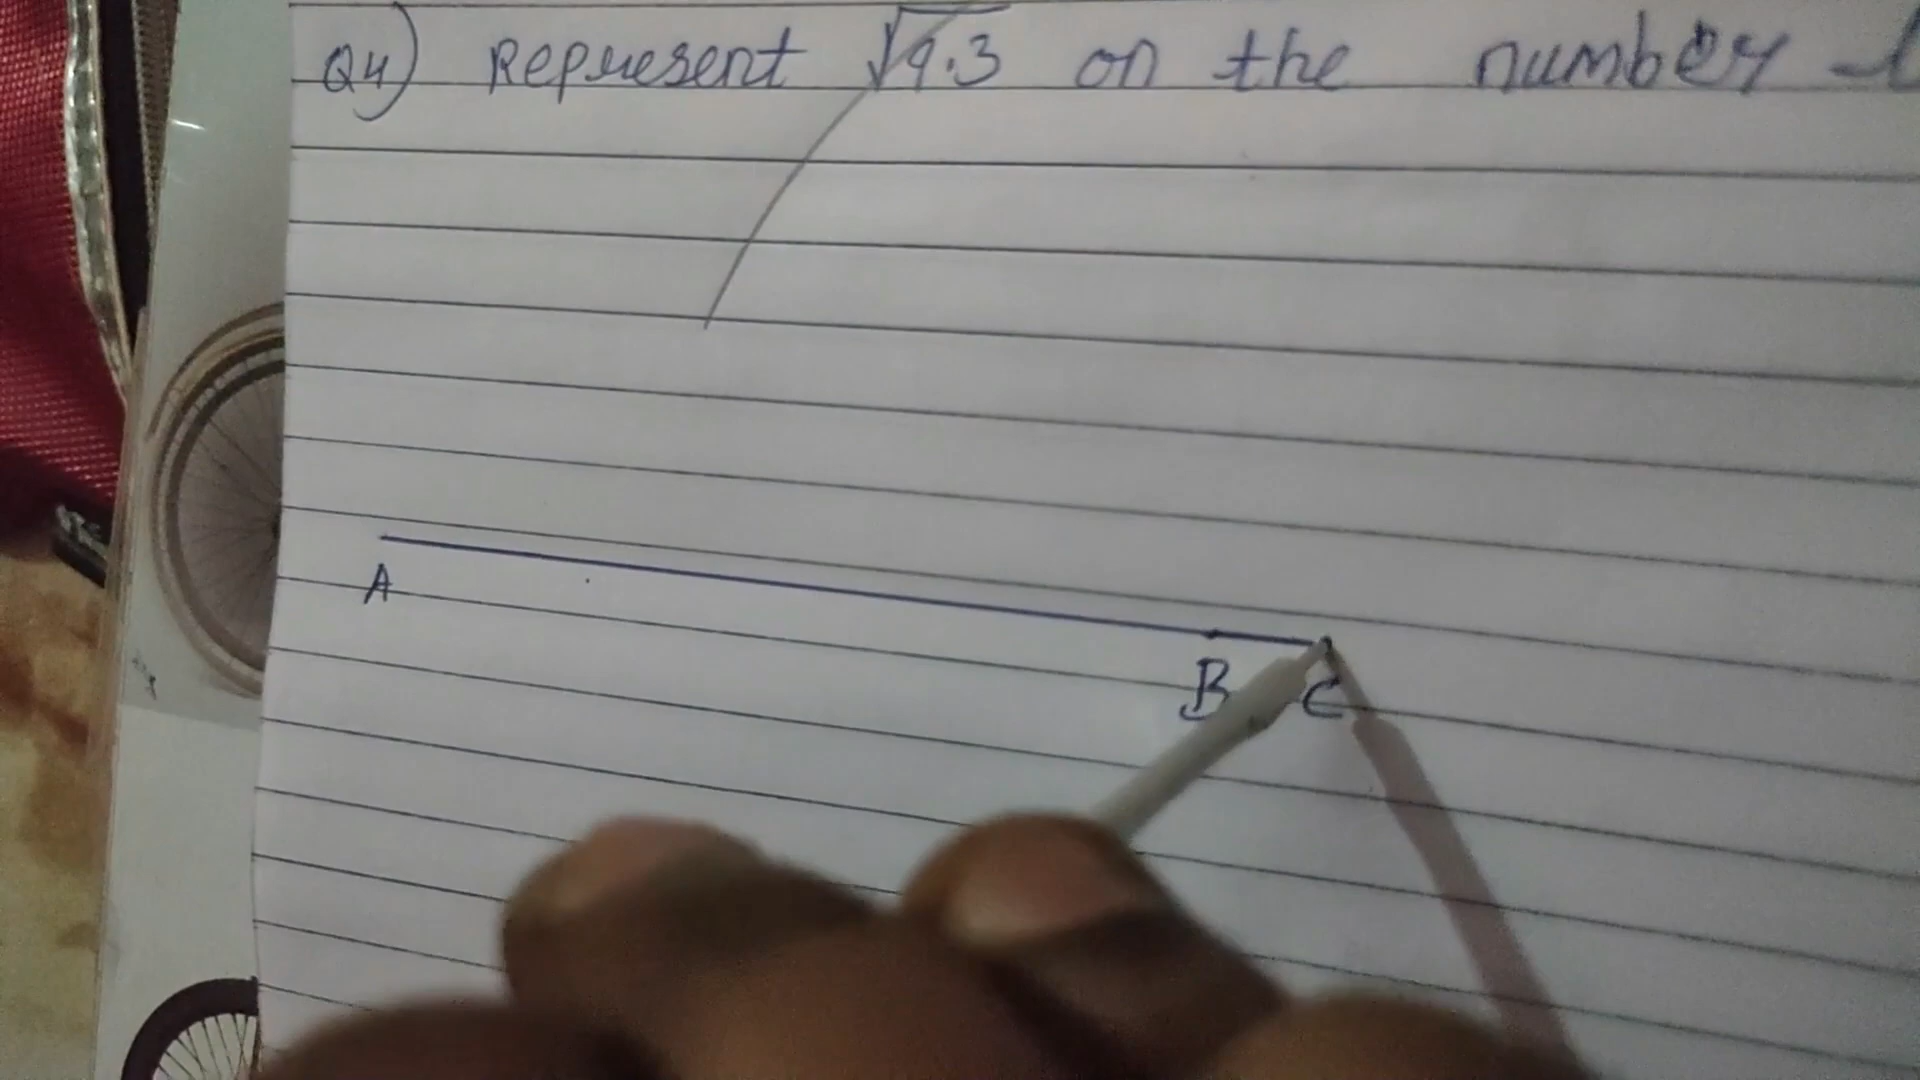 Q4) Represent √9.3 on the number
A
B C